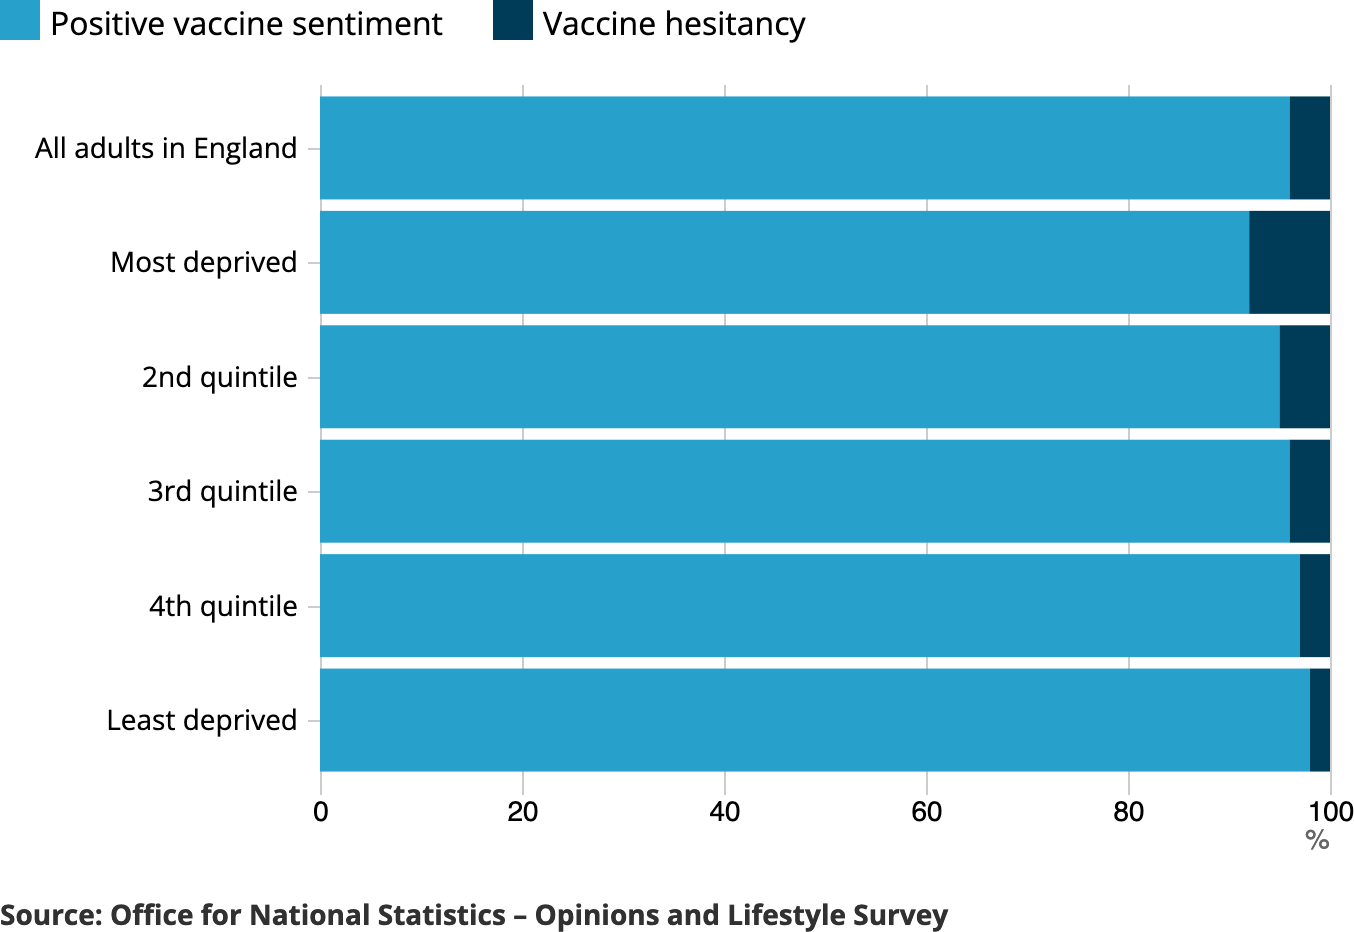 Positive vaccine sentiment Vaccine hesitancy
All adults in England
Most deprived
2nd quintile
3rd quintile
4th quintile
Least deprived
0 20 40 60 80 100
%
Source: Office for National Statistics – Opinions and Lifestyle Survey